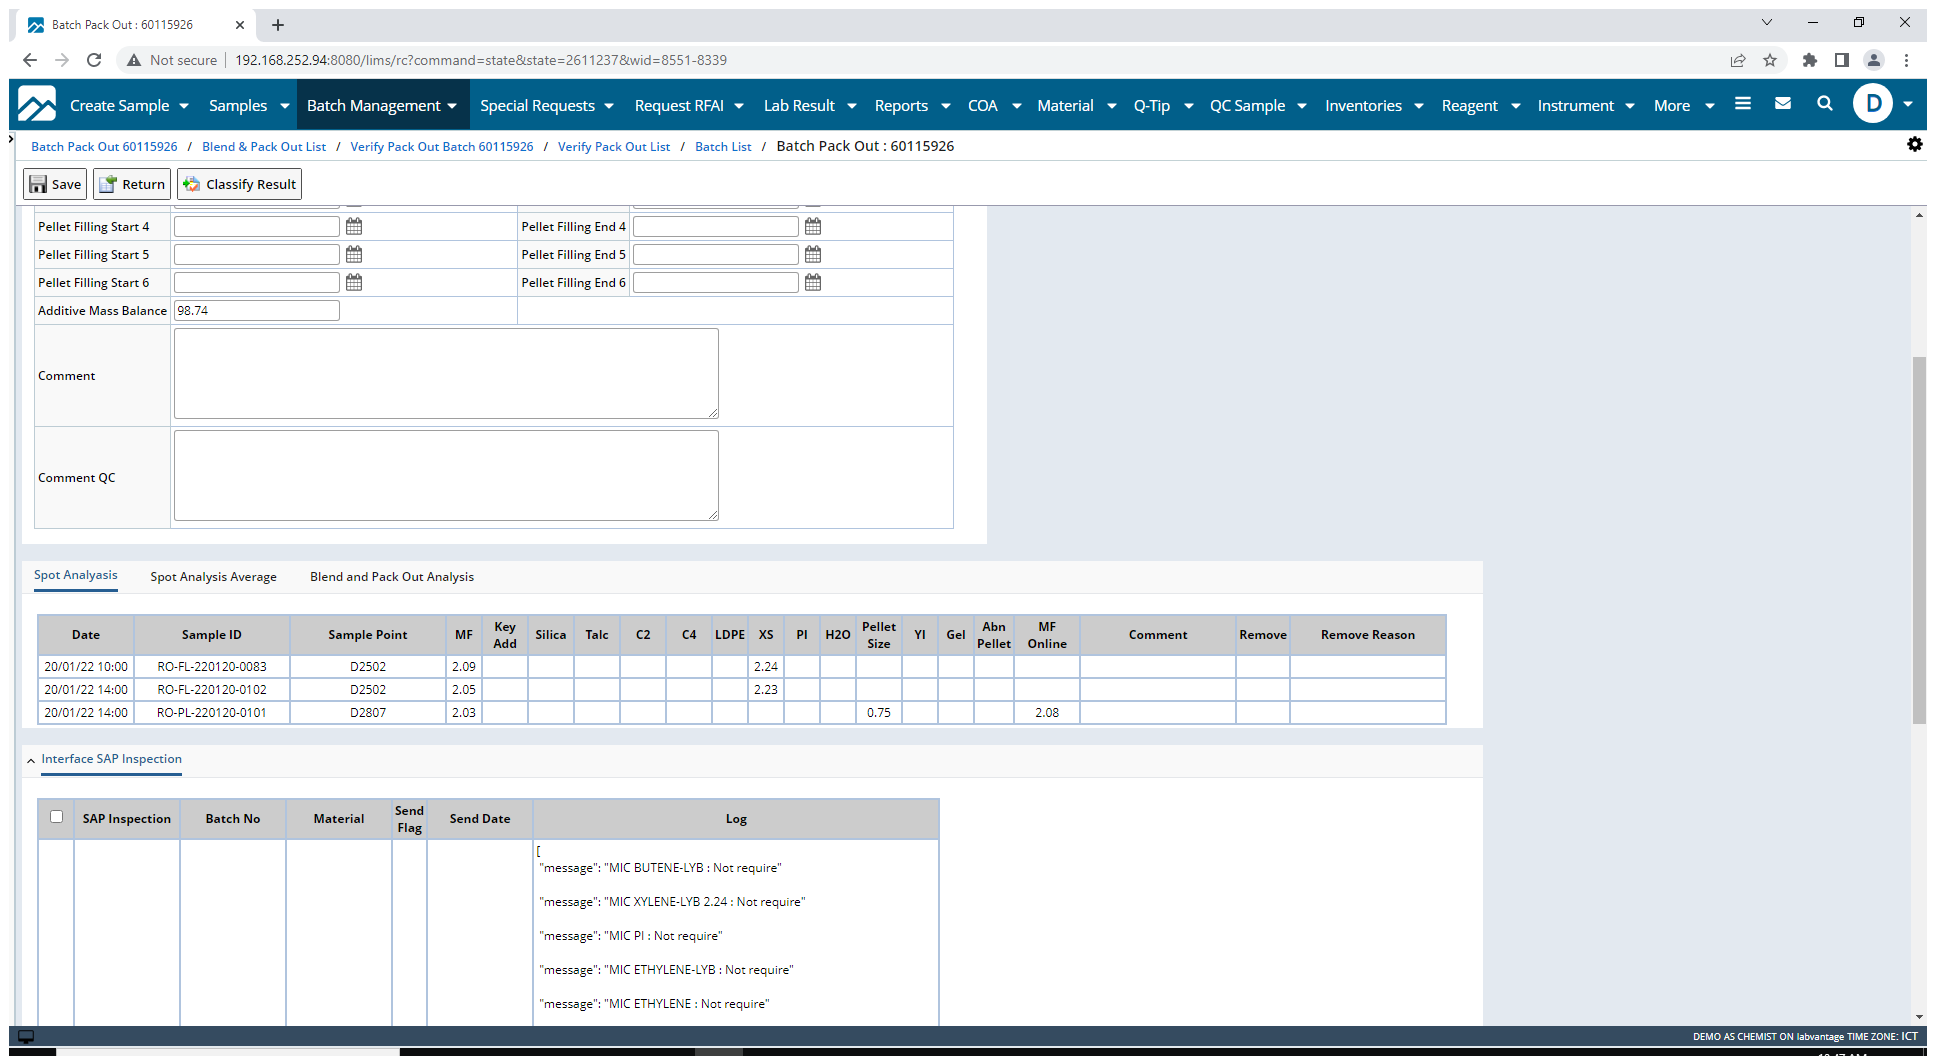 Batch Pack Out : 60115926
Not secure 192.168.252.94:8080/lims/rc?command=state&state=2611237&wid=8551-8339
Create Sample Samples Batch Management Special Requests Request RFAI Lab Result Reports COA Material Q-Tip QC Sample Inventories Reagent Instrument More D
Batch Pack Out 60115926 / Blend & Pack Out List / Verify Pack Out Batch 60115926 / Verify Pack Out List / Batch List / Batch Pack Out : 60115926
Save Return Classify Result
Pellet Filling Start 4 Pellet Filling End 4
Pellet Filling Start 5 Pellet Filling End 5
Pellet Filling Start 6 Pellet Filling End 6
Additive Mass Balance 98.74
Comment
Comment QC
Spot Analyasis Spot Analysis Average Blend and Pack Out Analysis
Date Sample ID Sample Point MF Key Add Silica Talc C2 C4 LDPE XS PI H2O Pellet Size YI Gel Abn Pellet MF Online Comment Remove Remove Reason
20/01/22 10:00 RO-FL-220120-0083 D2502 2.09 2.24
20/01/22 14:00 RO-FL-220120-0102 D2502 2.05 2.23
20/01/22 14:00 RO-PL-220120-0101 D2807 2.03 0.75 2.08
Interface SAP Inspection
SAP Inspection Batch No Material Send Flag Send Date Log
[
"message": "MIC BUTENE-LYB : Not require"
"message": "MIC XYLENE-LYB 2.24 : Not require"
"message": "MIC PI : Not require"
"message": "MIC ETHYLENE-LYB : Not require"
"message": "MIC ETHYLENE : Not require"
DEMO AS CHEMIST ON labvantage TIME ZONE: ICT